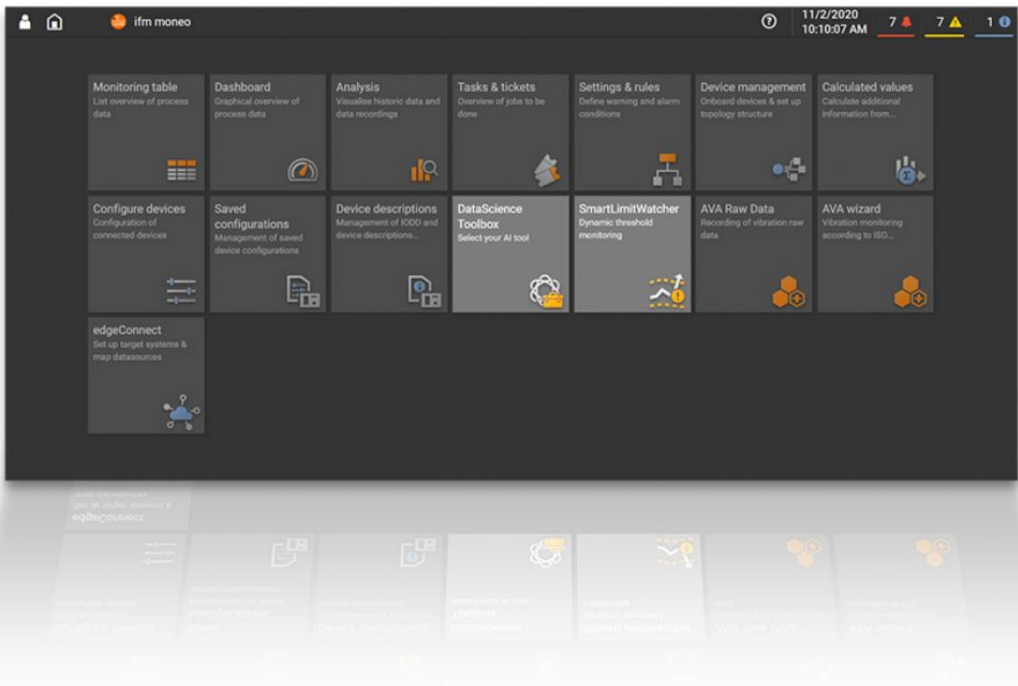 ifm moneo
11/2/2020
10:10:07 AM
7
7
1
Monitoring table
List overview of process
data
Dashboard
Graphical overview of
process data
Analysis
Visualise historic data and
data recordings
Tasks & tickets
Overview of jobs to be
done
Settings & rules
Define warning and alarm
conditions
Device management
Onboard devices & set up
topology structure
Calculated values
Calculate additional
information from...
Configure devices
Configuration of
connected devices
Saved
configurations
Management of saved
device configurations
Device descriptions
Management of IODD and
device descriptions...
DataScience
Toolbox
Select your AI tool
SmartLimitWatcher
Dynamic threshold
monitoring
AVA Raw Data
Recording of vibration raw
data
AVA wizard
Vibration monitoring
according to ISO...
edgeConnect
Set up target systems &
map datasources